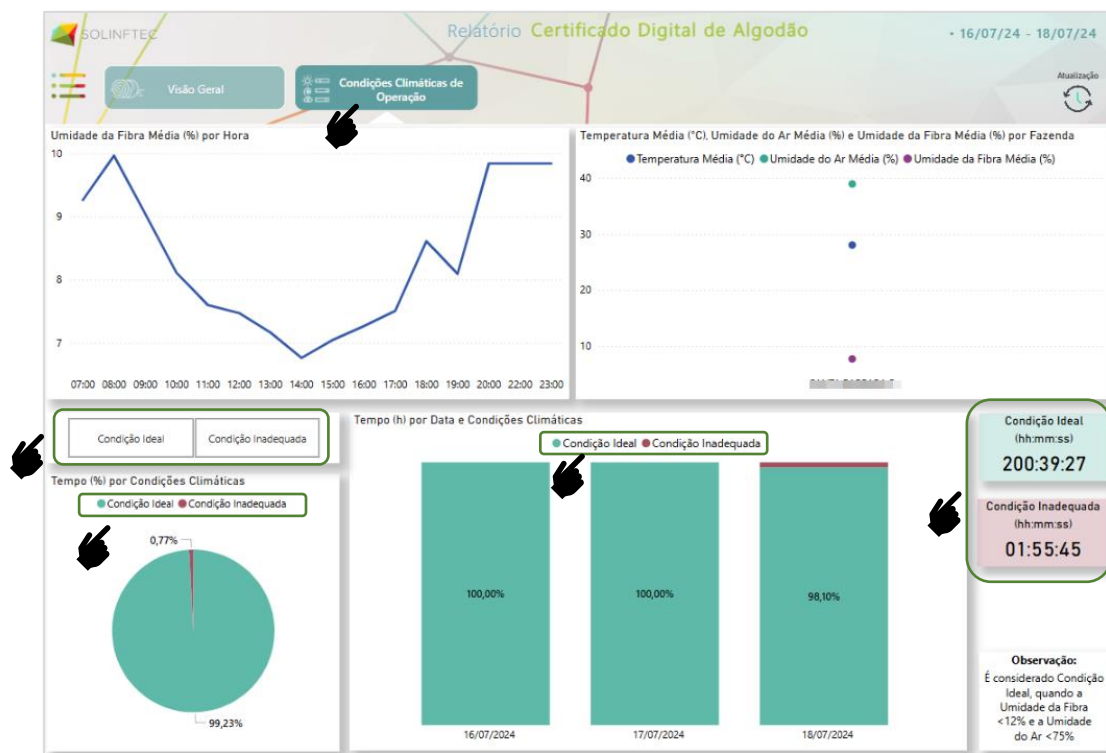 SOLINFTEC
Relatório Certificado Digital de Algodão
• 16/07/24 - 18/07/24
Visão Geral
Condições Climáticas de
Operação
Atualização
Umidade da Fibra Média (%) por Hora
10
9
8
7
07:00 08:00 09:00 10:00 11:00 12:00 13:00 14:00 15:00 16:00 17:00 18:00 19:00 20:00 22:00 23:00
Temperatura Média (°C), Umidade do Ar Média (%) e Umidade da Fibra Média (%) por Fazenda
Temperatura Média (°C) Umidade do Ar Média (%) Umidade da Fibra Média (%)
40
30
20
10
Condição Ideal Condição Inadequada
Tempo (%) por Condições Climáticas
Condição Ideal Condição Inadequada
0,77%
99,23%
Tempo (h) por Data e Condições Climáticas
Condição Ideal Condição Inadequada
100,00% 100,00% 98,10%
16/07/2024 17/07/2024 18/07/2024
Condição Ideal
(hh:mm:ss)
200:39:27
Condição Inadequada
(hh:mm:ss)
01:55:45
Observação:
É considerado Condição
Ideal, quando a
Umidade da Fibra
<12% e a Umidade
do Ar <75%